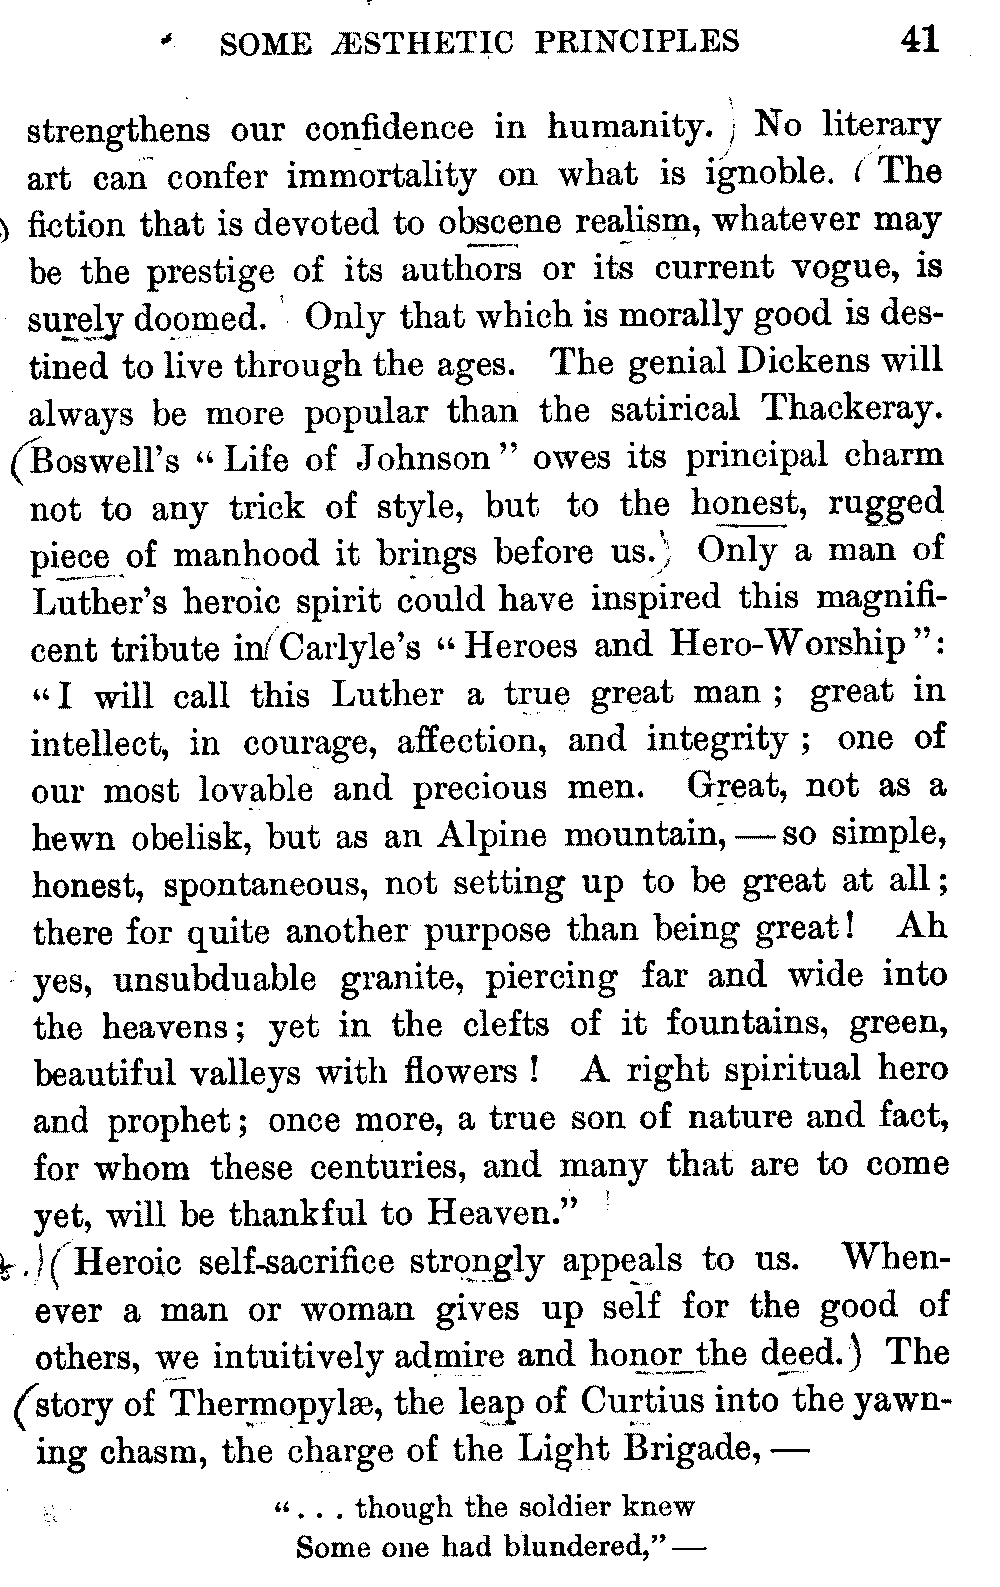 SOME ÆSTHETIC PRINCIPLES 41
strengthens our confidence in humanity. No literary
art can confer immortality on what is ignoble. (The
fiction that is devoted to obscene realism, whatever may
be the prestige of its authors or its current vogue, is
surely doomed. Only that which is morally good is des-
tined to live through the ages. The genial Dickens will
always be more popular than the satirical Thackeray.
(Boswell's "Life of Johnson" owes its principal charm
not to any trick of style, but to the honest, rugged
piece of manhood it brings before us.) Only a man of
Luther's heroic spirit could have inspired this magnifi-
cent tribute in Carlyle's "Heroes and Hero-Worship":
"I will call this Luther a true great man; great in
intellect, in courage, affection, and integrity; one of
our most lovable and precious men. Great, not as a
hewn obelisk, but as an Alpine mountain, — so simple,
honest, spontaneous, not setting up to be great at all;
there for quite another purpose than being great! Ah
yes, unsubduable granite, piercing far and wide into
the heavens; yet in the clefts of it fountains, green,
beautiful valleys with flowers! A right spiritual hero
and prophet; once more, a true son of nature and fact,
for whom these centuries, and many that are to come
yet, will be thankful to Heaven."
(Heroic self-sacrifice strongly appeals to us. When-
ever a man or woman gives up self for the good of
others, we intuitively admire and honor the deed.) The
(story of Thermopylæ, the leap of Curtius into the yawn-
ing chasm, the charge of the Light Brigade, —
". . . though the soldier knew
Some one had blundered," —